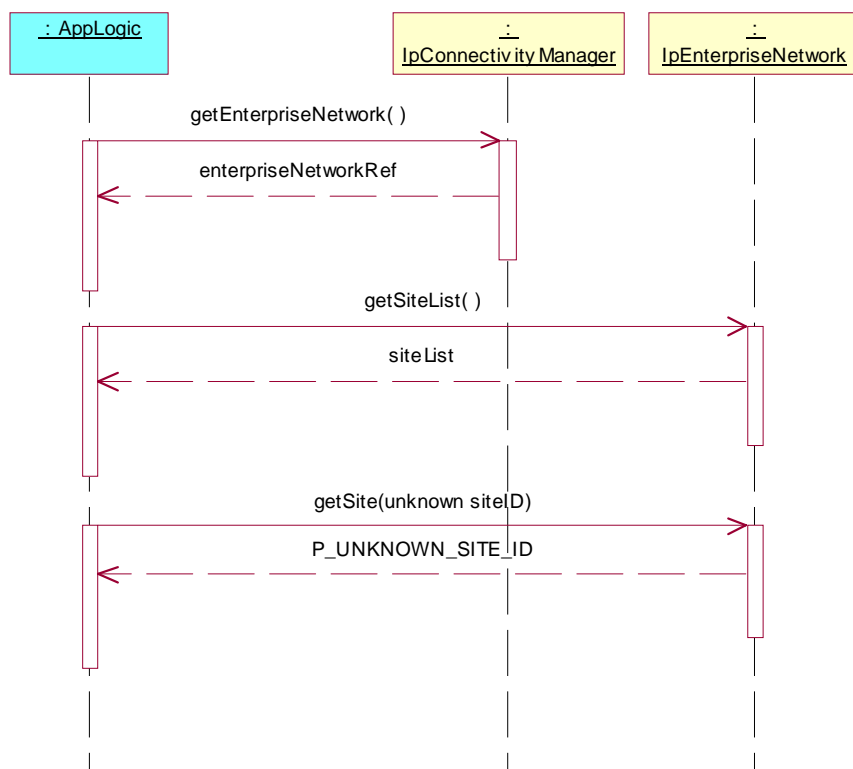 : AppLogic
:
IpConnectivityManager
:
IpEnterpriseNetwork
getEnterpriseNetwork( )
enterpriseNetworkRef
getSiteList( )
siteList
getSite(unknown siteID)
P_UNKNOWN_SITE_ID